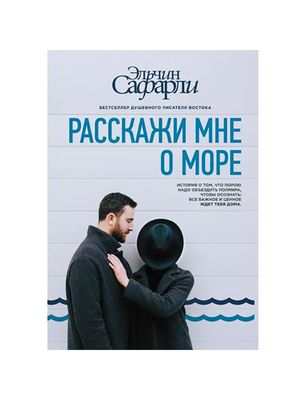 Эльчин
Сафарли
БЕСТСЕЛЛЕР ДУШЕВНОГО ПИСАТЕЛЯ ВОСТОКА
РАССКАЖИ МНЕ
О МОРЕ
ИСТОРИЯ О ТОМ, ЧТО ПОРОЮ
НАДО ОБЪЕЗДИТЬ ПОЛМИРА,
ЧТОБЫ ОСОЗНАТЬ:
ВСЕ ВАЖНОЕ И ЦЕННОЕ
ЖДЕТ ТЕБЯ ДОМА.